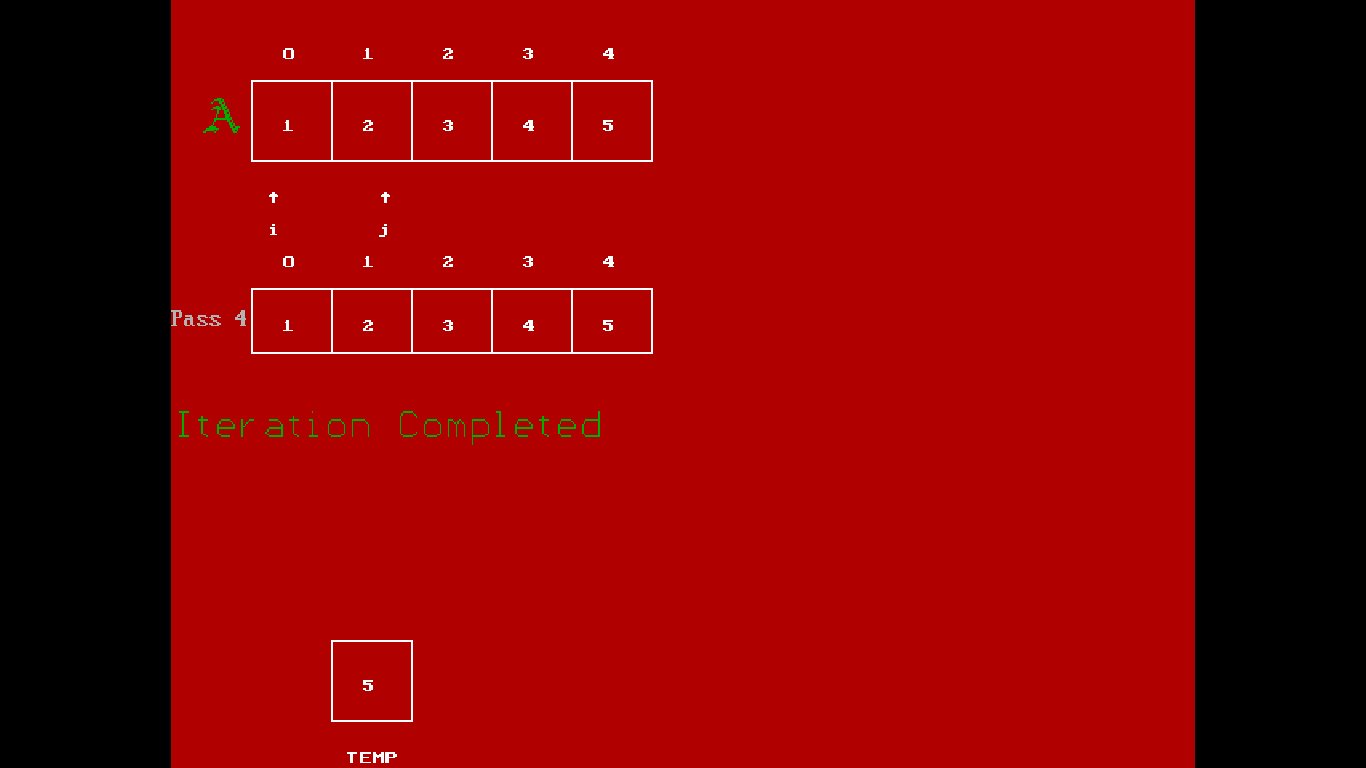 0 1 2 3 4
A 1 2 3 4 5
↑ ↑
i j
0 1 2 3 4
Pass 4 1 2 3 4 5
Iteration Completed
5
TEMP